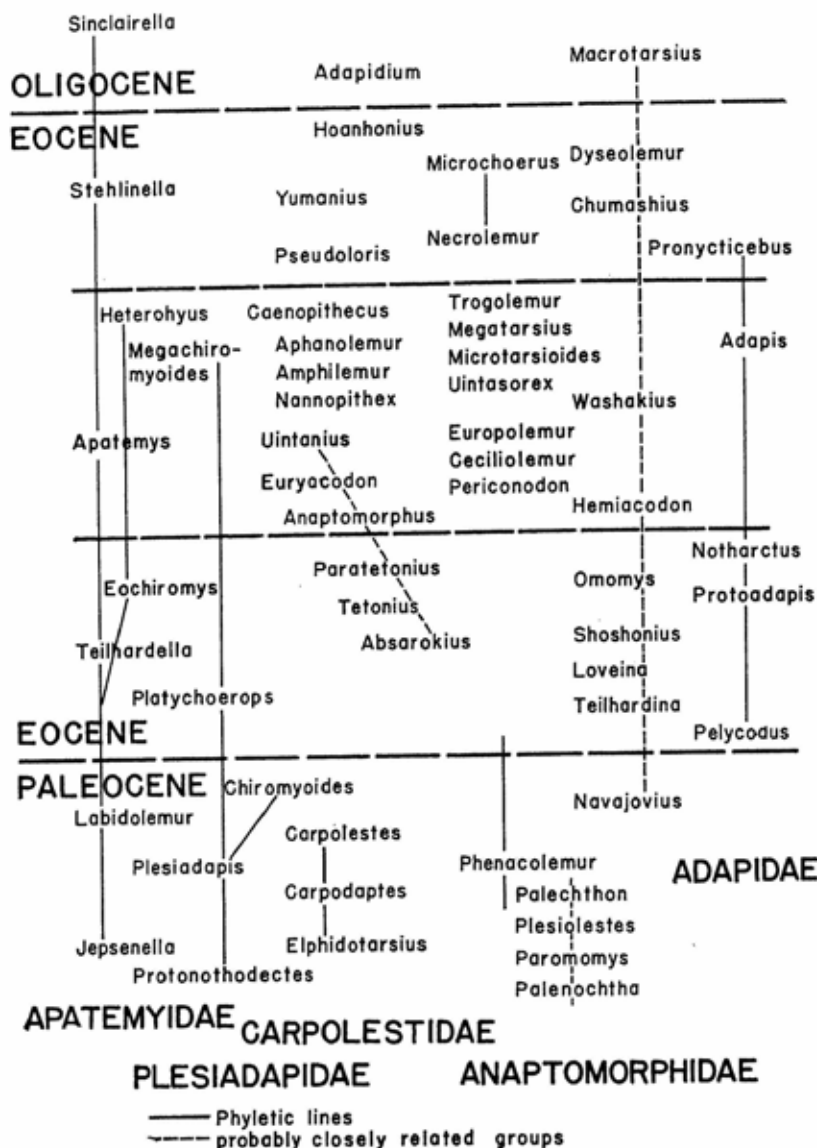 Sinclairella
Adapidium
Macrotarsius
OLIGOCENE
EOCENE
Hoanhonius
Microchoerus
Dyseolemur
Stehlinella
Yumanius
Chumashius
Necrolemur
Pseudoloris
Pronycticebus
Heterohyus
Caenopithecus
Trogolemur
Megachiro-
myoides
Aphanolemur
Megatarsius
Adapis
Amphilemur
Microtarsioides
Nannopithex
Uintasorex
Washakius
Apatemys
Uintanius
Europolemur
Euryacodon
Ceciliolemur
Anaptomorphus
Periconodon
Hemiacodon
Notharctus
Eochiromys
Paratetonius
Omomys
Protoadapis
Tetonius
Teilhardella
Absarokius
Shoshonius
Loveina
Platychoerops
Teilhardina
EOCENE
Pelycodus
PALEOCENE
Chiromyoides
Navajovius
Labidolemur
Carpolestes
Plesiadapis
Phenacolemur
ADAPIDAE
Carpodaptes
Palechthon
Plesiolestes
Jepsenella
Elphidotarsius
Paromomys
Protonothodectes
Palenochtha
APATEMYIDAE
CARPOLESTIDAE
PLESIADAPIDAE
ANAPTOMORPHIDAE
Phyletic lines
probably closely related groups